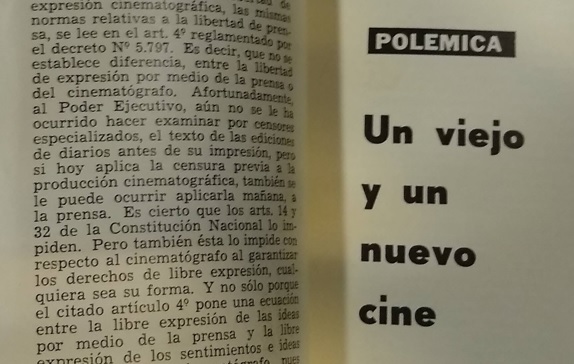 expresión cinematográfica, las mismas
normas relativas a la libertad de pren-
sa, se lee en el art. 4º reglamentado por
el decreto Nº 5.797. Es decir, que no se
establece diferencia, entre la libertad
de expresión por medio de la prensa o
del cinematógrafo. Afortunadamente,
al Poder Ejecutivo, aún no se le ha
ocurrido hacer examinar por censores
especializados, el texto de las ediciones
de diarios antes de su impresión, pero
si hoy aplica la censura previa a la
producción cinematográfica, también se
le puede ocurrir aplicarla mañana, a
la prensa. Es cierto que los arts. 14 y
32 de la Constitución Nacional lo im-
piden. Pero también ésta lo impide con
respecto al cinematógrafo al garantizar
los derechos de libre expresión, cual-
quiera sea su forma. Y no sólo porque
el citado artículo 4º pone una ecuación
entre la libre expresión de las ideas
por medio de la prensa y la libre
expresión de los sentimientos e ideas
pues
POLEMICA
Un viejo
y un
nuevo
cine